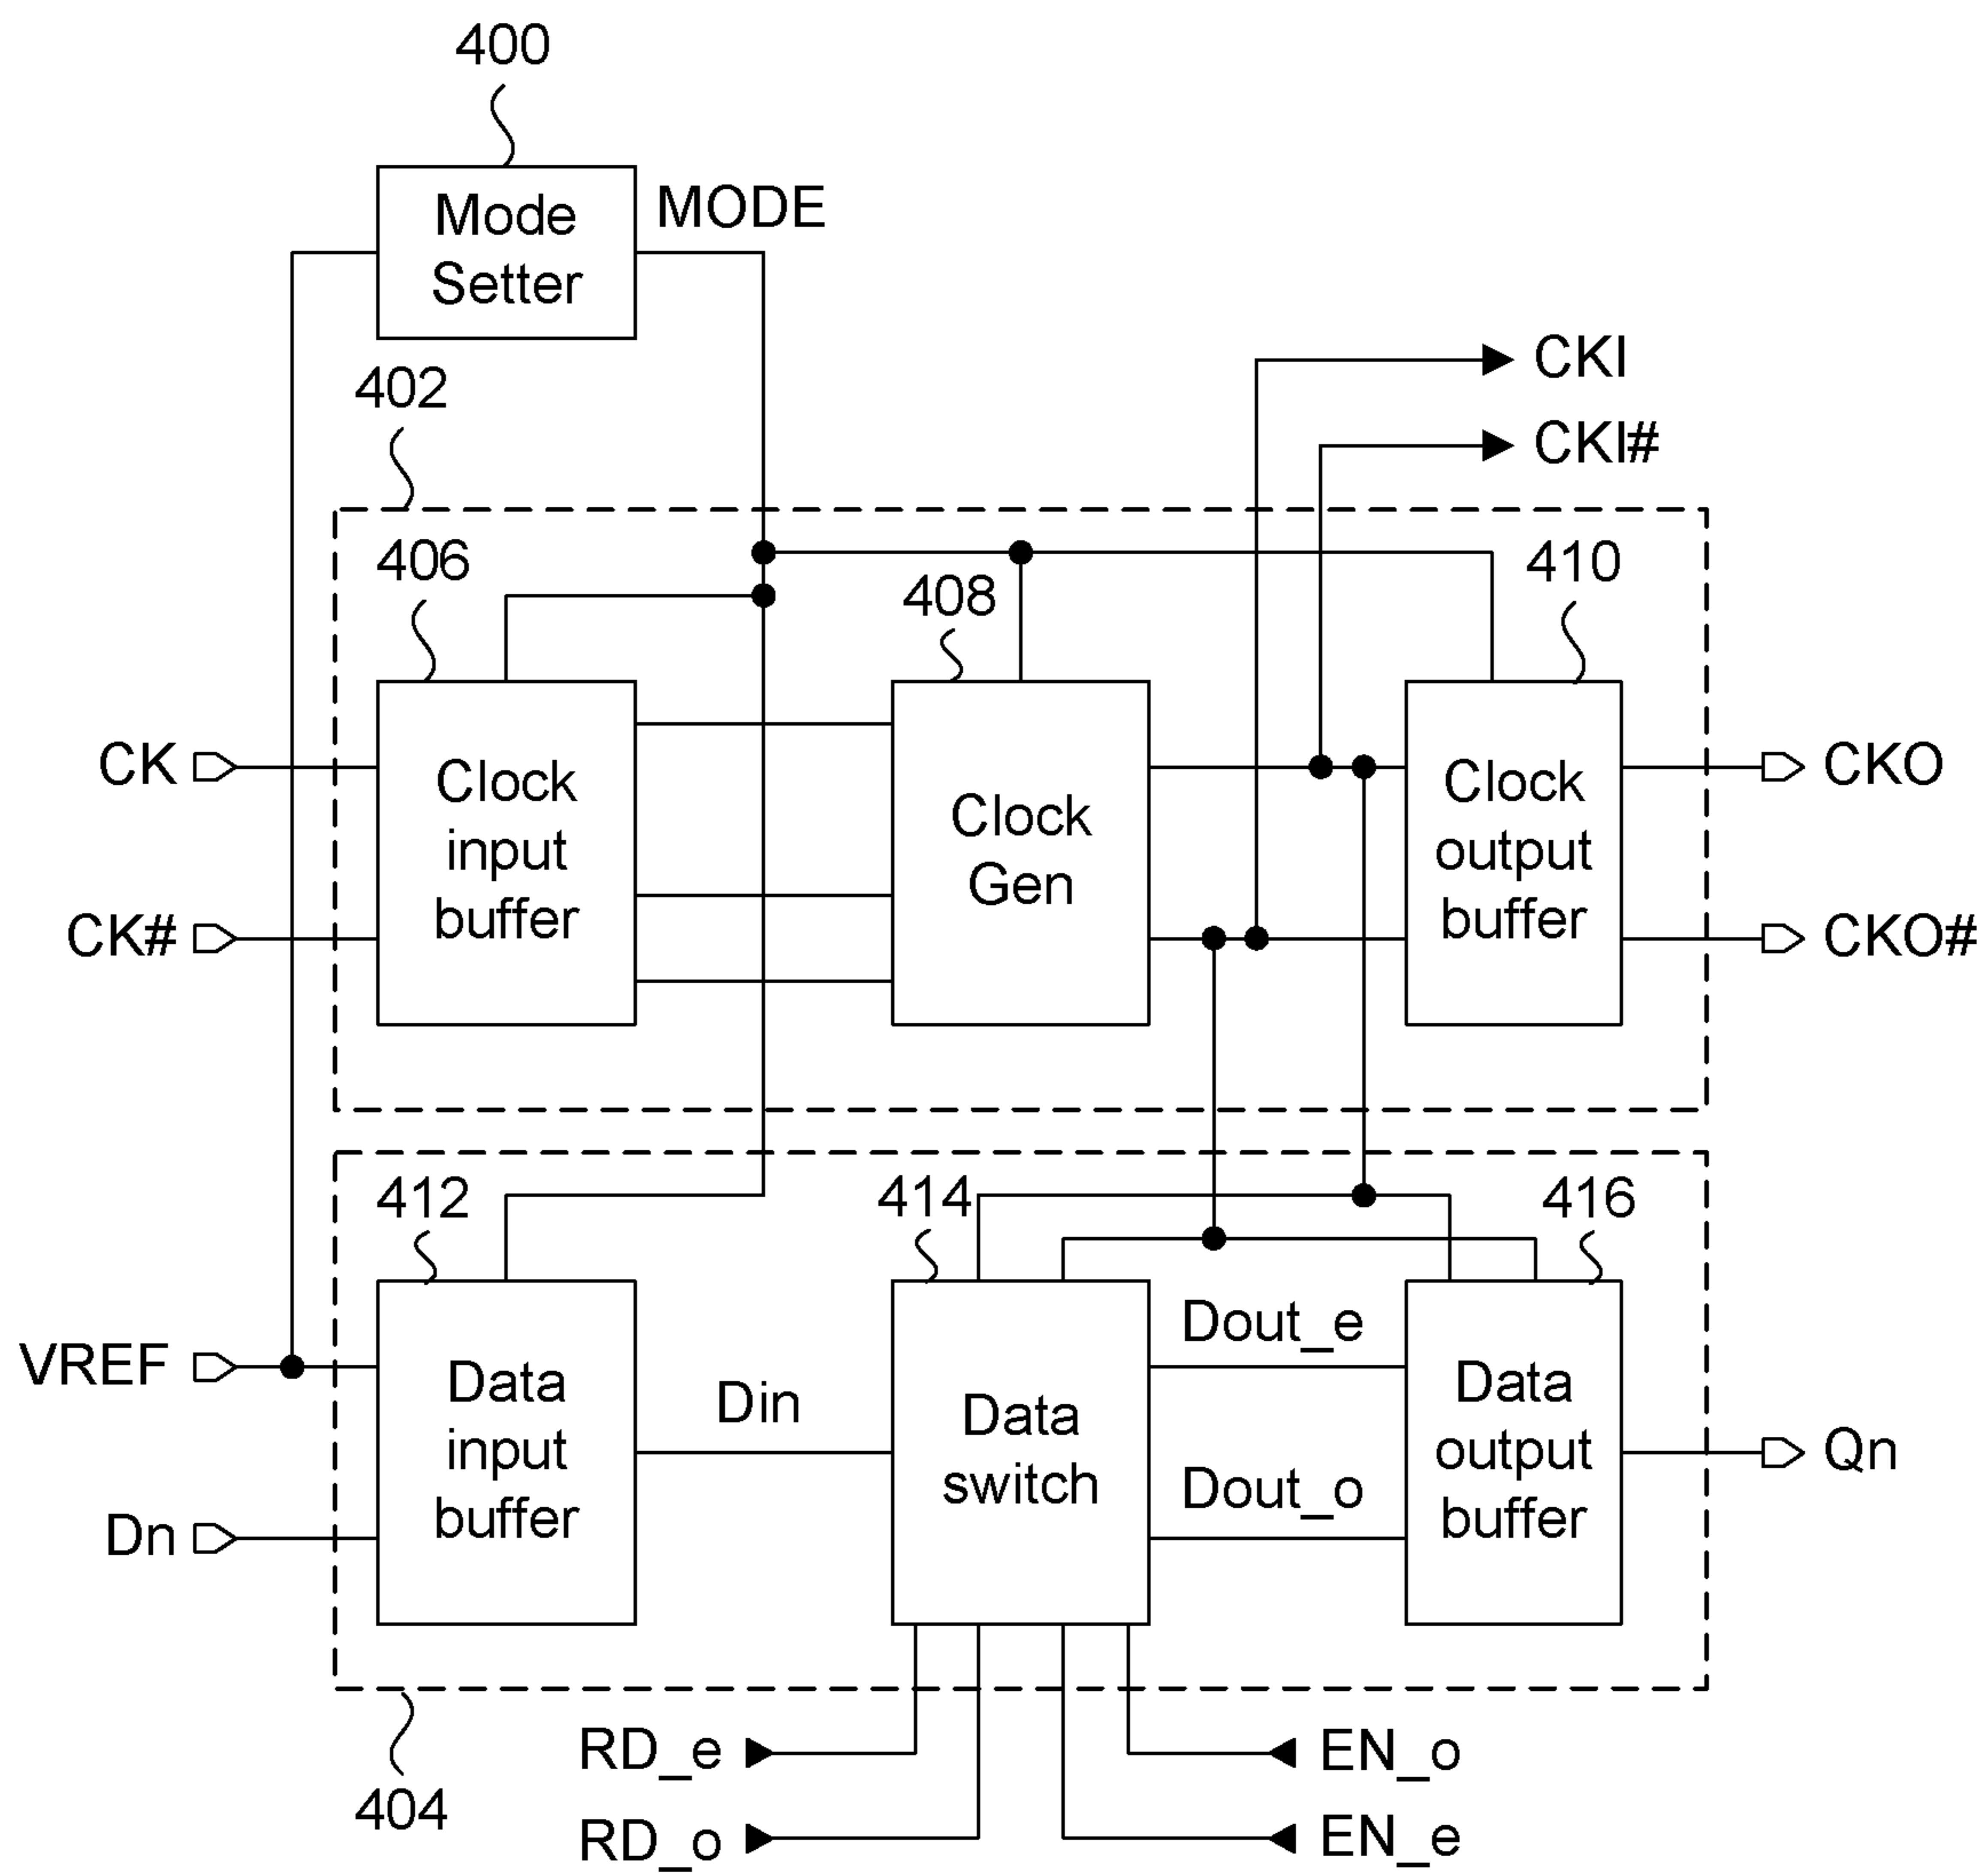 400
Mode
Setter
MODE
CKI
402
CKI#
406
408
410
CK
Clock
input
buffer
Clock
Gen
Clock
output
buffer
CKO
CK#
CKO#
412
414
416
VREF
Data
input
buffer
Din
Data
switch
Dout_e
Dout_o
Data
output
buffer
Qn
Dn
404
RD_e
EN_o
RD_o
EN_e